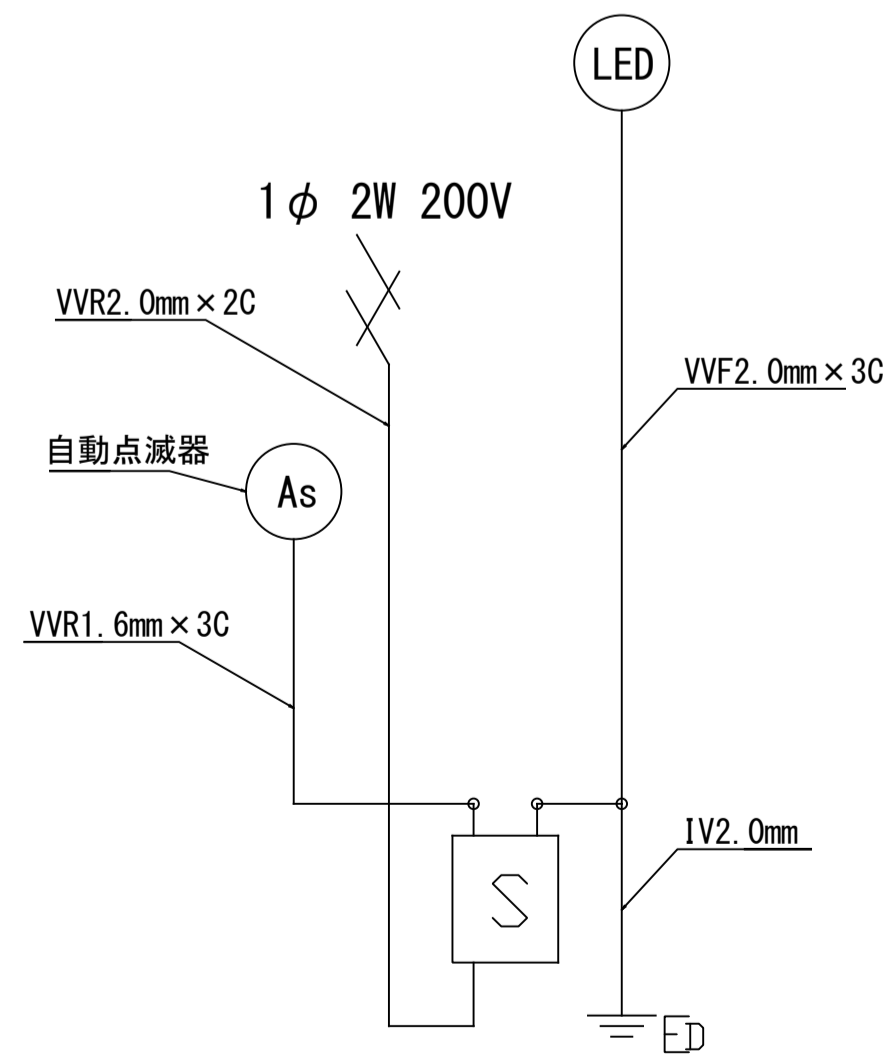 LED
1φ 2W 200V
VVR2.0mm×2C
VVF2.0mm×3C
自動点滅器
As
VVR1.6mm×3C
IV2.0mm
S
ED